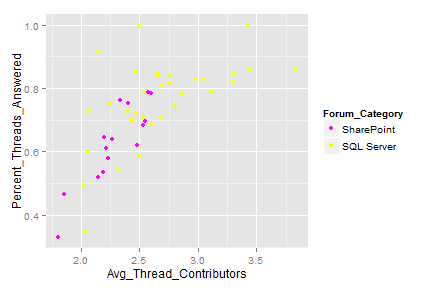 Percent_Threads_Answered
1.0
0.8
0.6
0.4
2.0 2.5 3.0 3.5
Avg_Thread_Contributors
Forum_Category
SharePoint
SQL Server